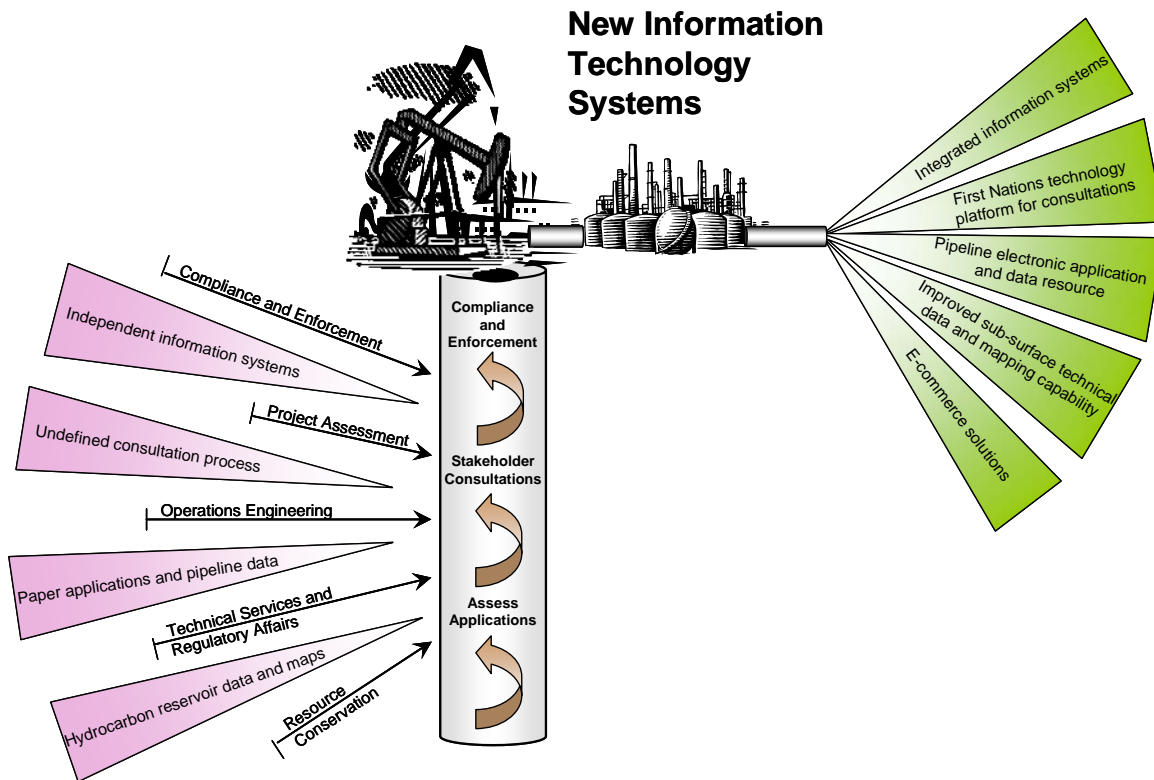 New Information
Technology
Systems
Integrated information systems
First Nations technology
platform for consultations
Pipeline electronic application
and data resource
Improved sub-surface technical
data and mapping capability
E-commerce solutions
Compliance and Enforcement
Independent information systems
Project Assessment
Undefined consultation process
Operations Engineering
Paper applications and pipeline data
Technical Services and
Regulatory Affairs
Hydrocarbon reservoir data and maps
Resource
Conservation
Compliance and
Enforcement
Stakeholder
Consultations
Assess
Applications